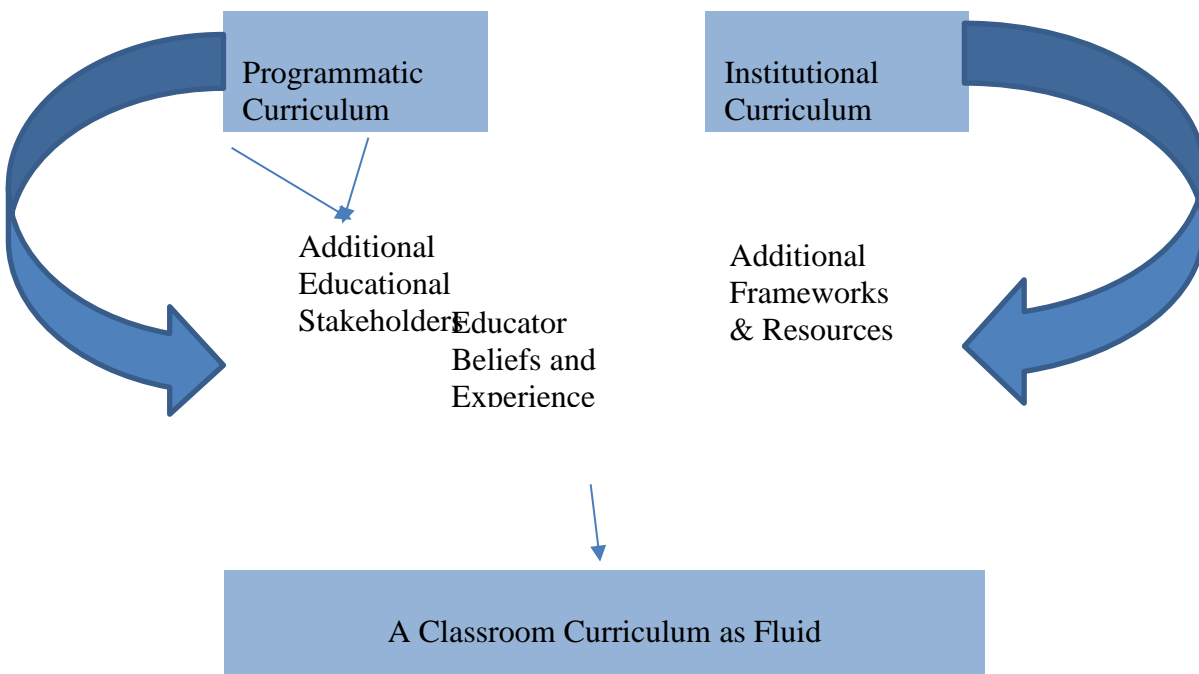 Programmatic
Curriculum
Institutional
Curriculum
Additional
Educational
Stakeholders
Educator
Beliefs and
Experience
Additional
Frameworks
& Resources
A Classroom Curriculum as Fluid